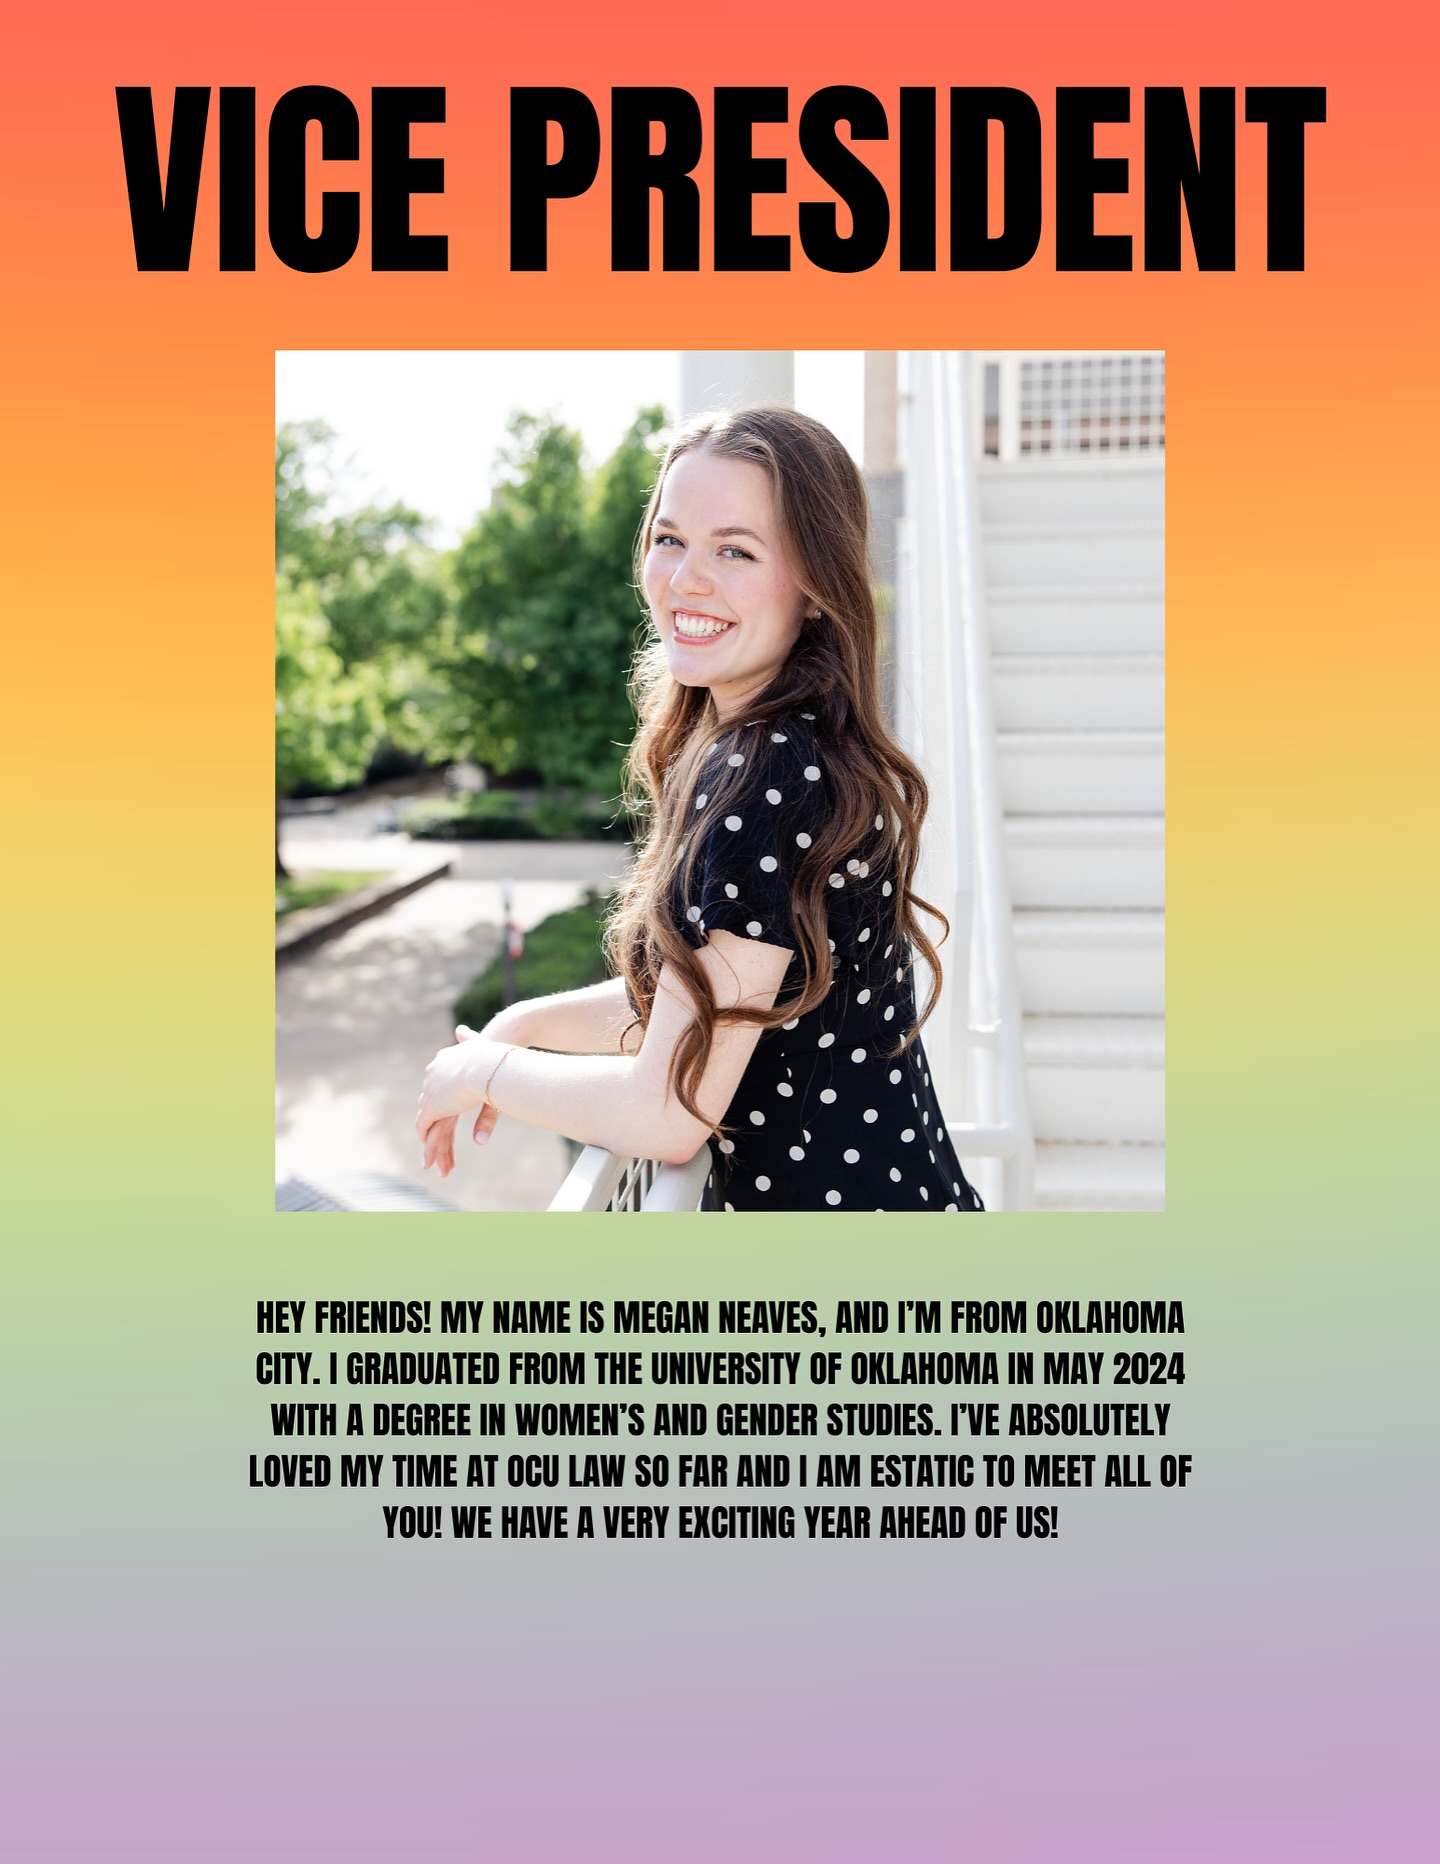 VICE PRESIDENT
HEY FRIENDS! MY NAME IS MEGAN NEAVES, AND I’M FROM OKLAHOMA
CITY. I GRADUATED FROM THE UNIVERSITY OF OKLAHOMA IN MAY 2024
WITH A DEGREE IN WOMEN’S AND GENDER STUDIES. I’VE ABSOLUTELY
LOVED MY TIME AT OCU LAW SO FAR AND I AM ESTATIC TO MEET ALL OF
YOU! WE HAVE A VERY EXCITING YEAR AHEAD OF US!